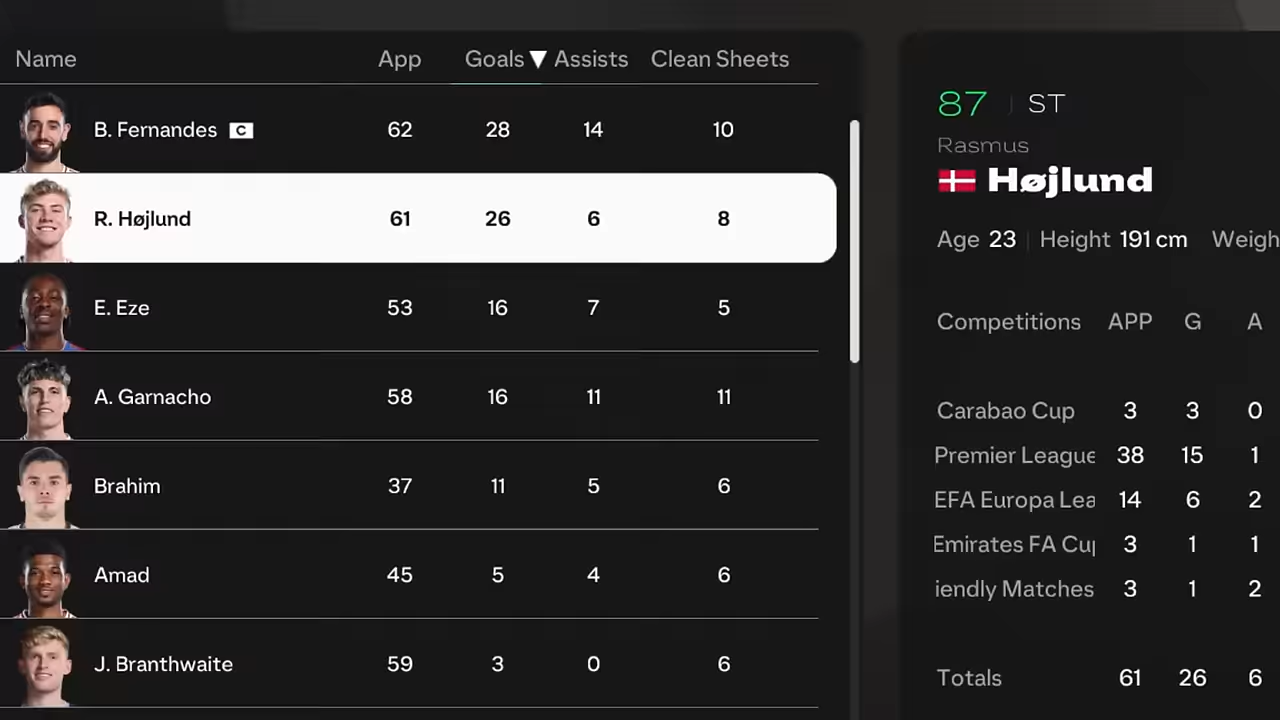 Name App Goals ▼ Assists Clean Sheets
B. Fernandes C 62 28 14 10
R. Højlund 61 26 6 8
E. Eze 53 16 7 5
A. Garnacho 58 16 11 11
Brahim 37 11 5 6
Amad 45 5 4 6
J. Branthwaite 59 3 0 6
87 | ST
Rasmus
Højlund
Age 23 | Height 191 cm Weigh
Competitions APP G A
Carabao Cup 3 3 0
Premier League 38 15 1
EFA Europa Lea 14 6 2
Emirates FA Cup 3 1 1
iendly Matches 3 1 2
Totals 61 26 6